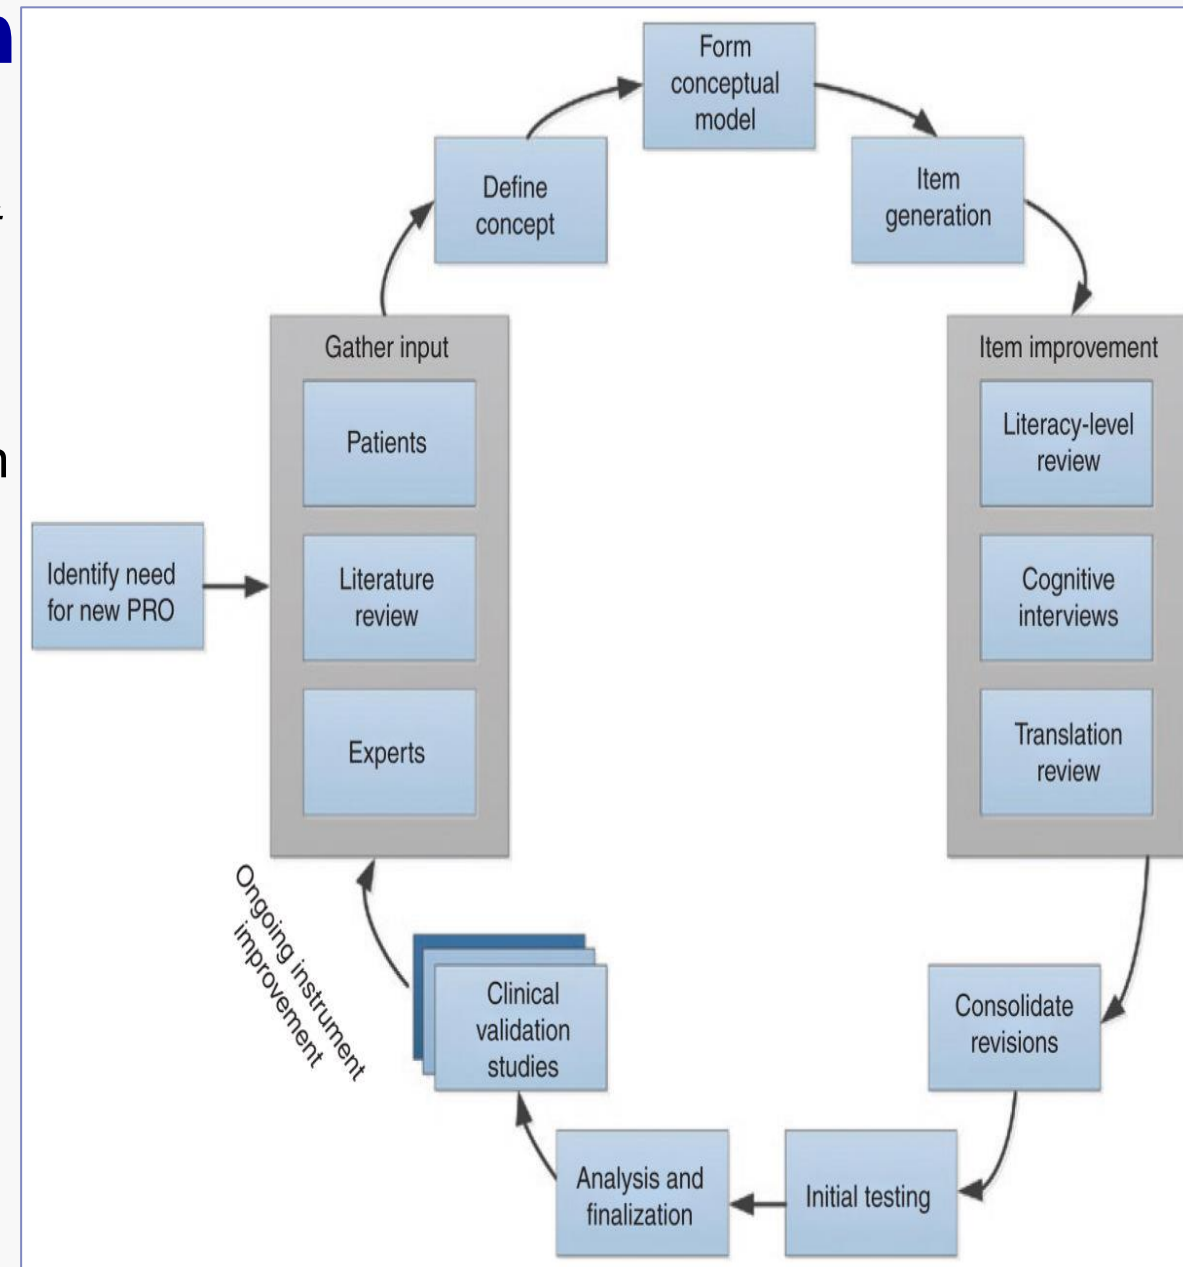 Form
conceptual
model
Define
concept
Item
generation
Gather input
Patients
Literature
review
Experts
Item improvement
Literacy-level
review
Cognitive
interviews
Translation
review
Identify need
for new PRO
Ongoing instrument
improvement
Clinical
validation
studies
Consolidate
revisions
Analysis and
finalization
Initial testing